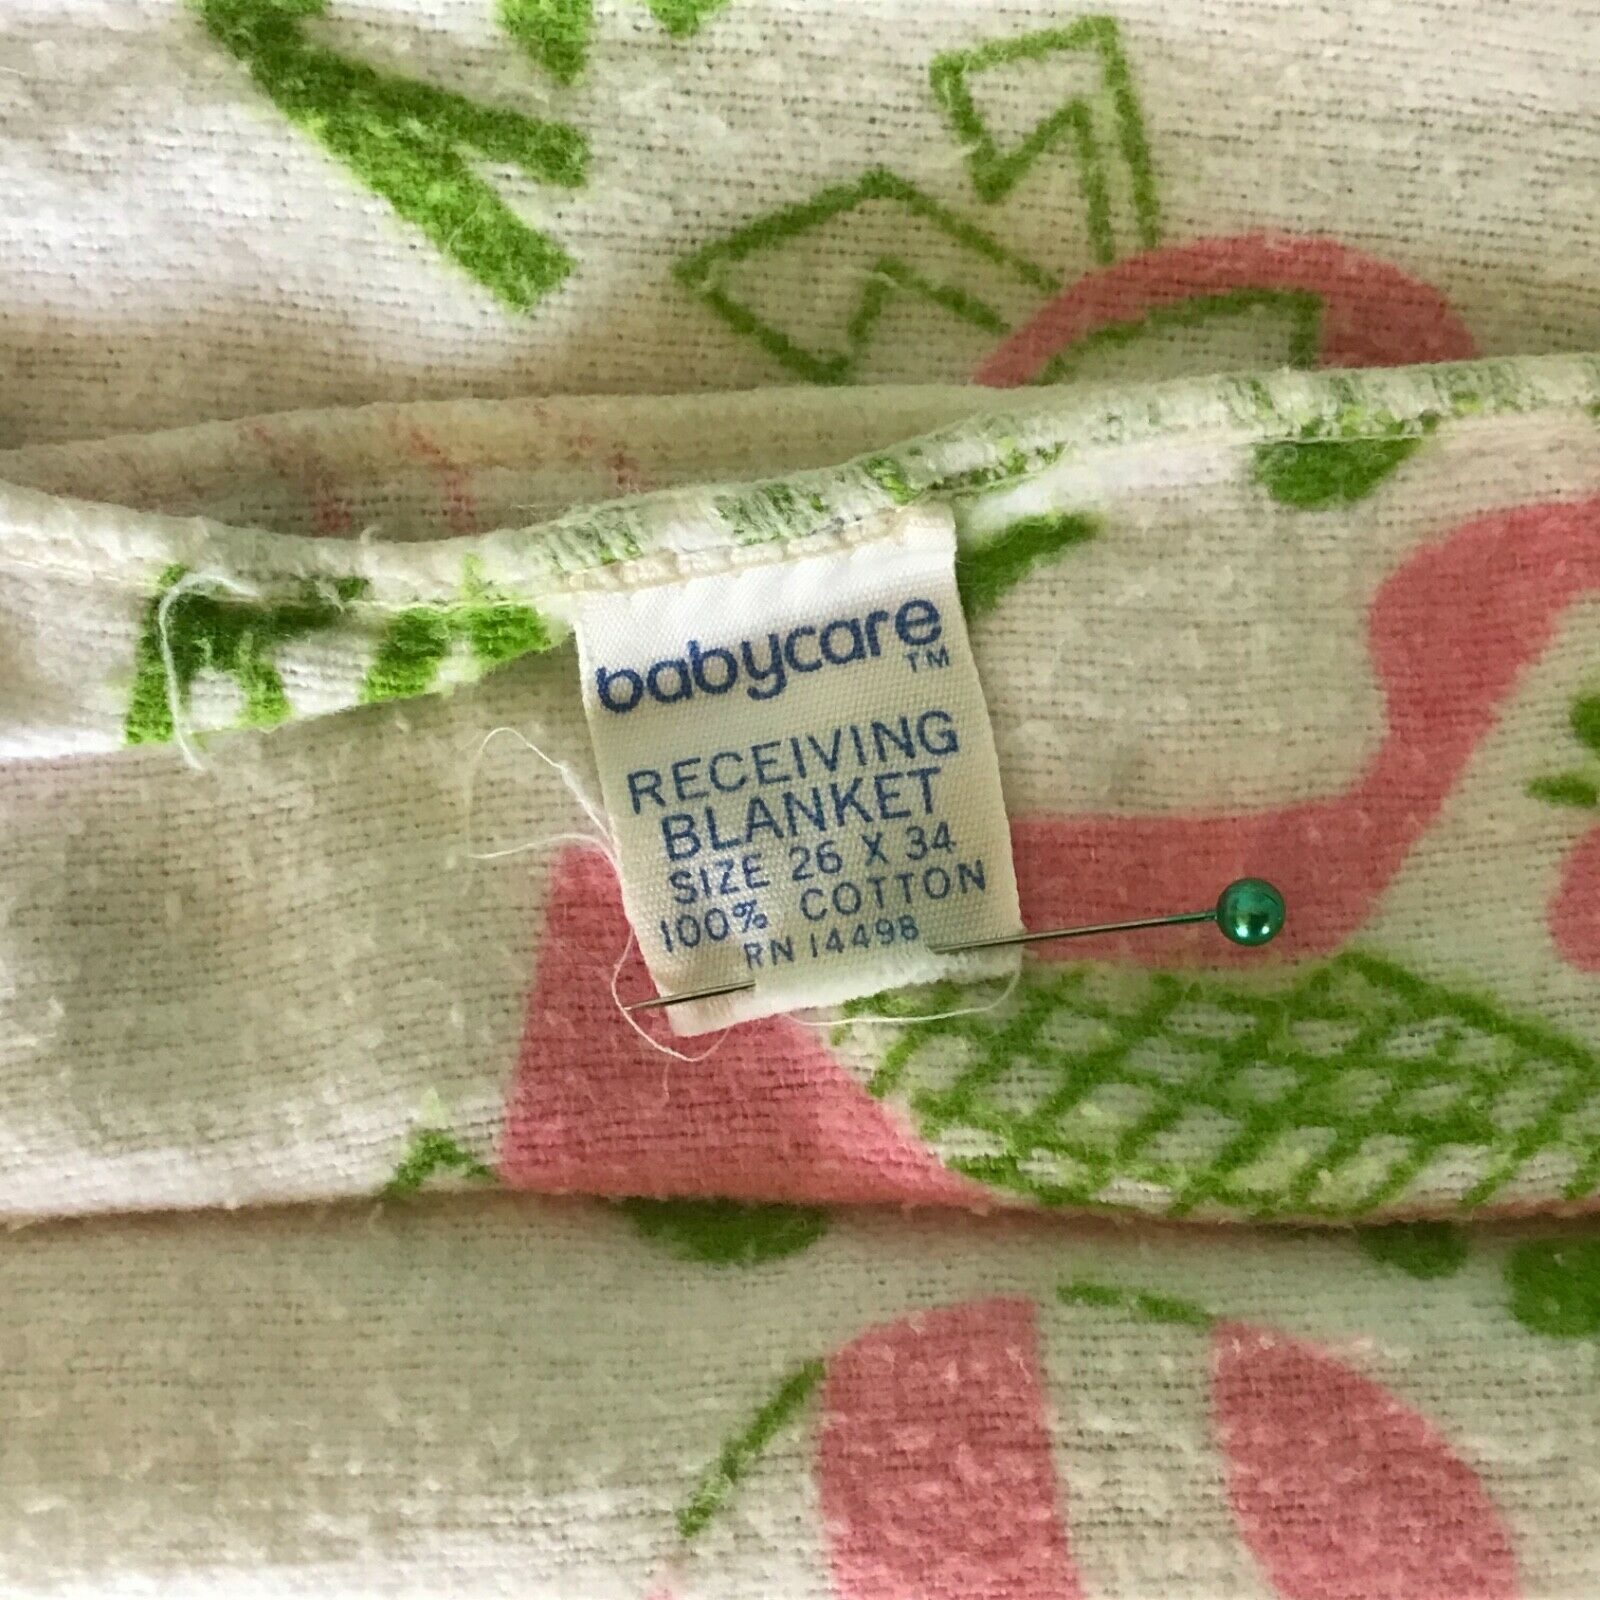 babycare
TM
RECEIVING
BLANKET
SIZE 26 X 34
100% COTTON
RN 14498